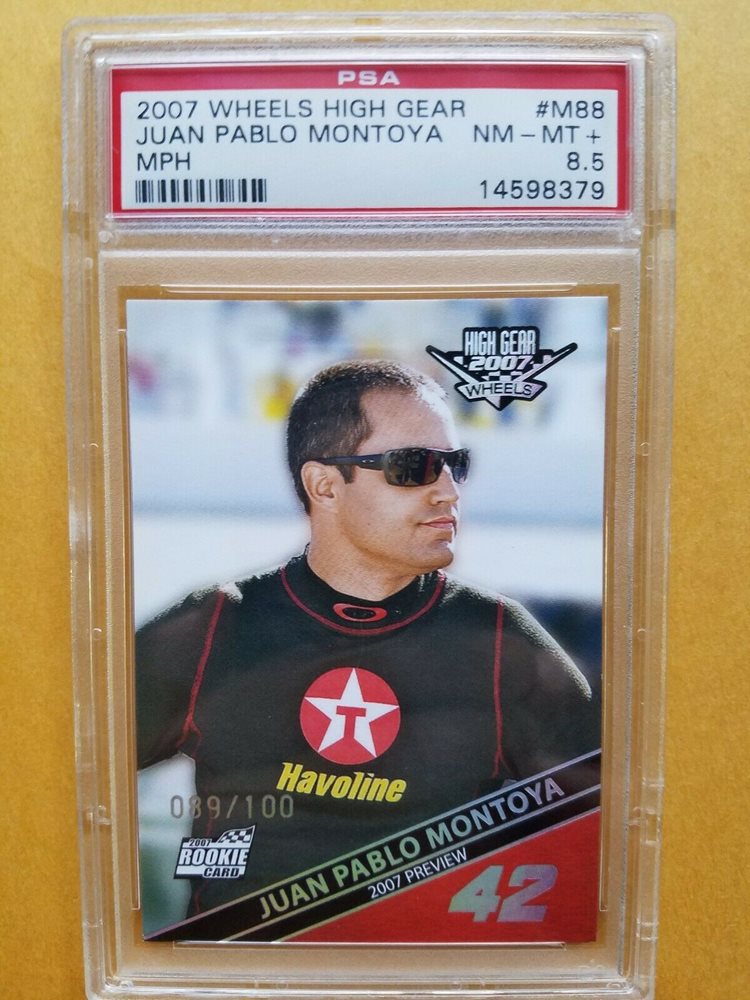 PSA
2007 WHEELS HIGH GEAR #M88
JUAN PABLO MONTOYA NM-MT+
MPH 8.5
14598379
HIGH GEAR
2007
WHEELS
T
Havoline
089/100
2007
ROOKIE
CARD
JUAN PABLO MONTOYA
2007 PREVIEW
42